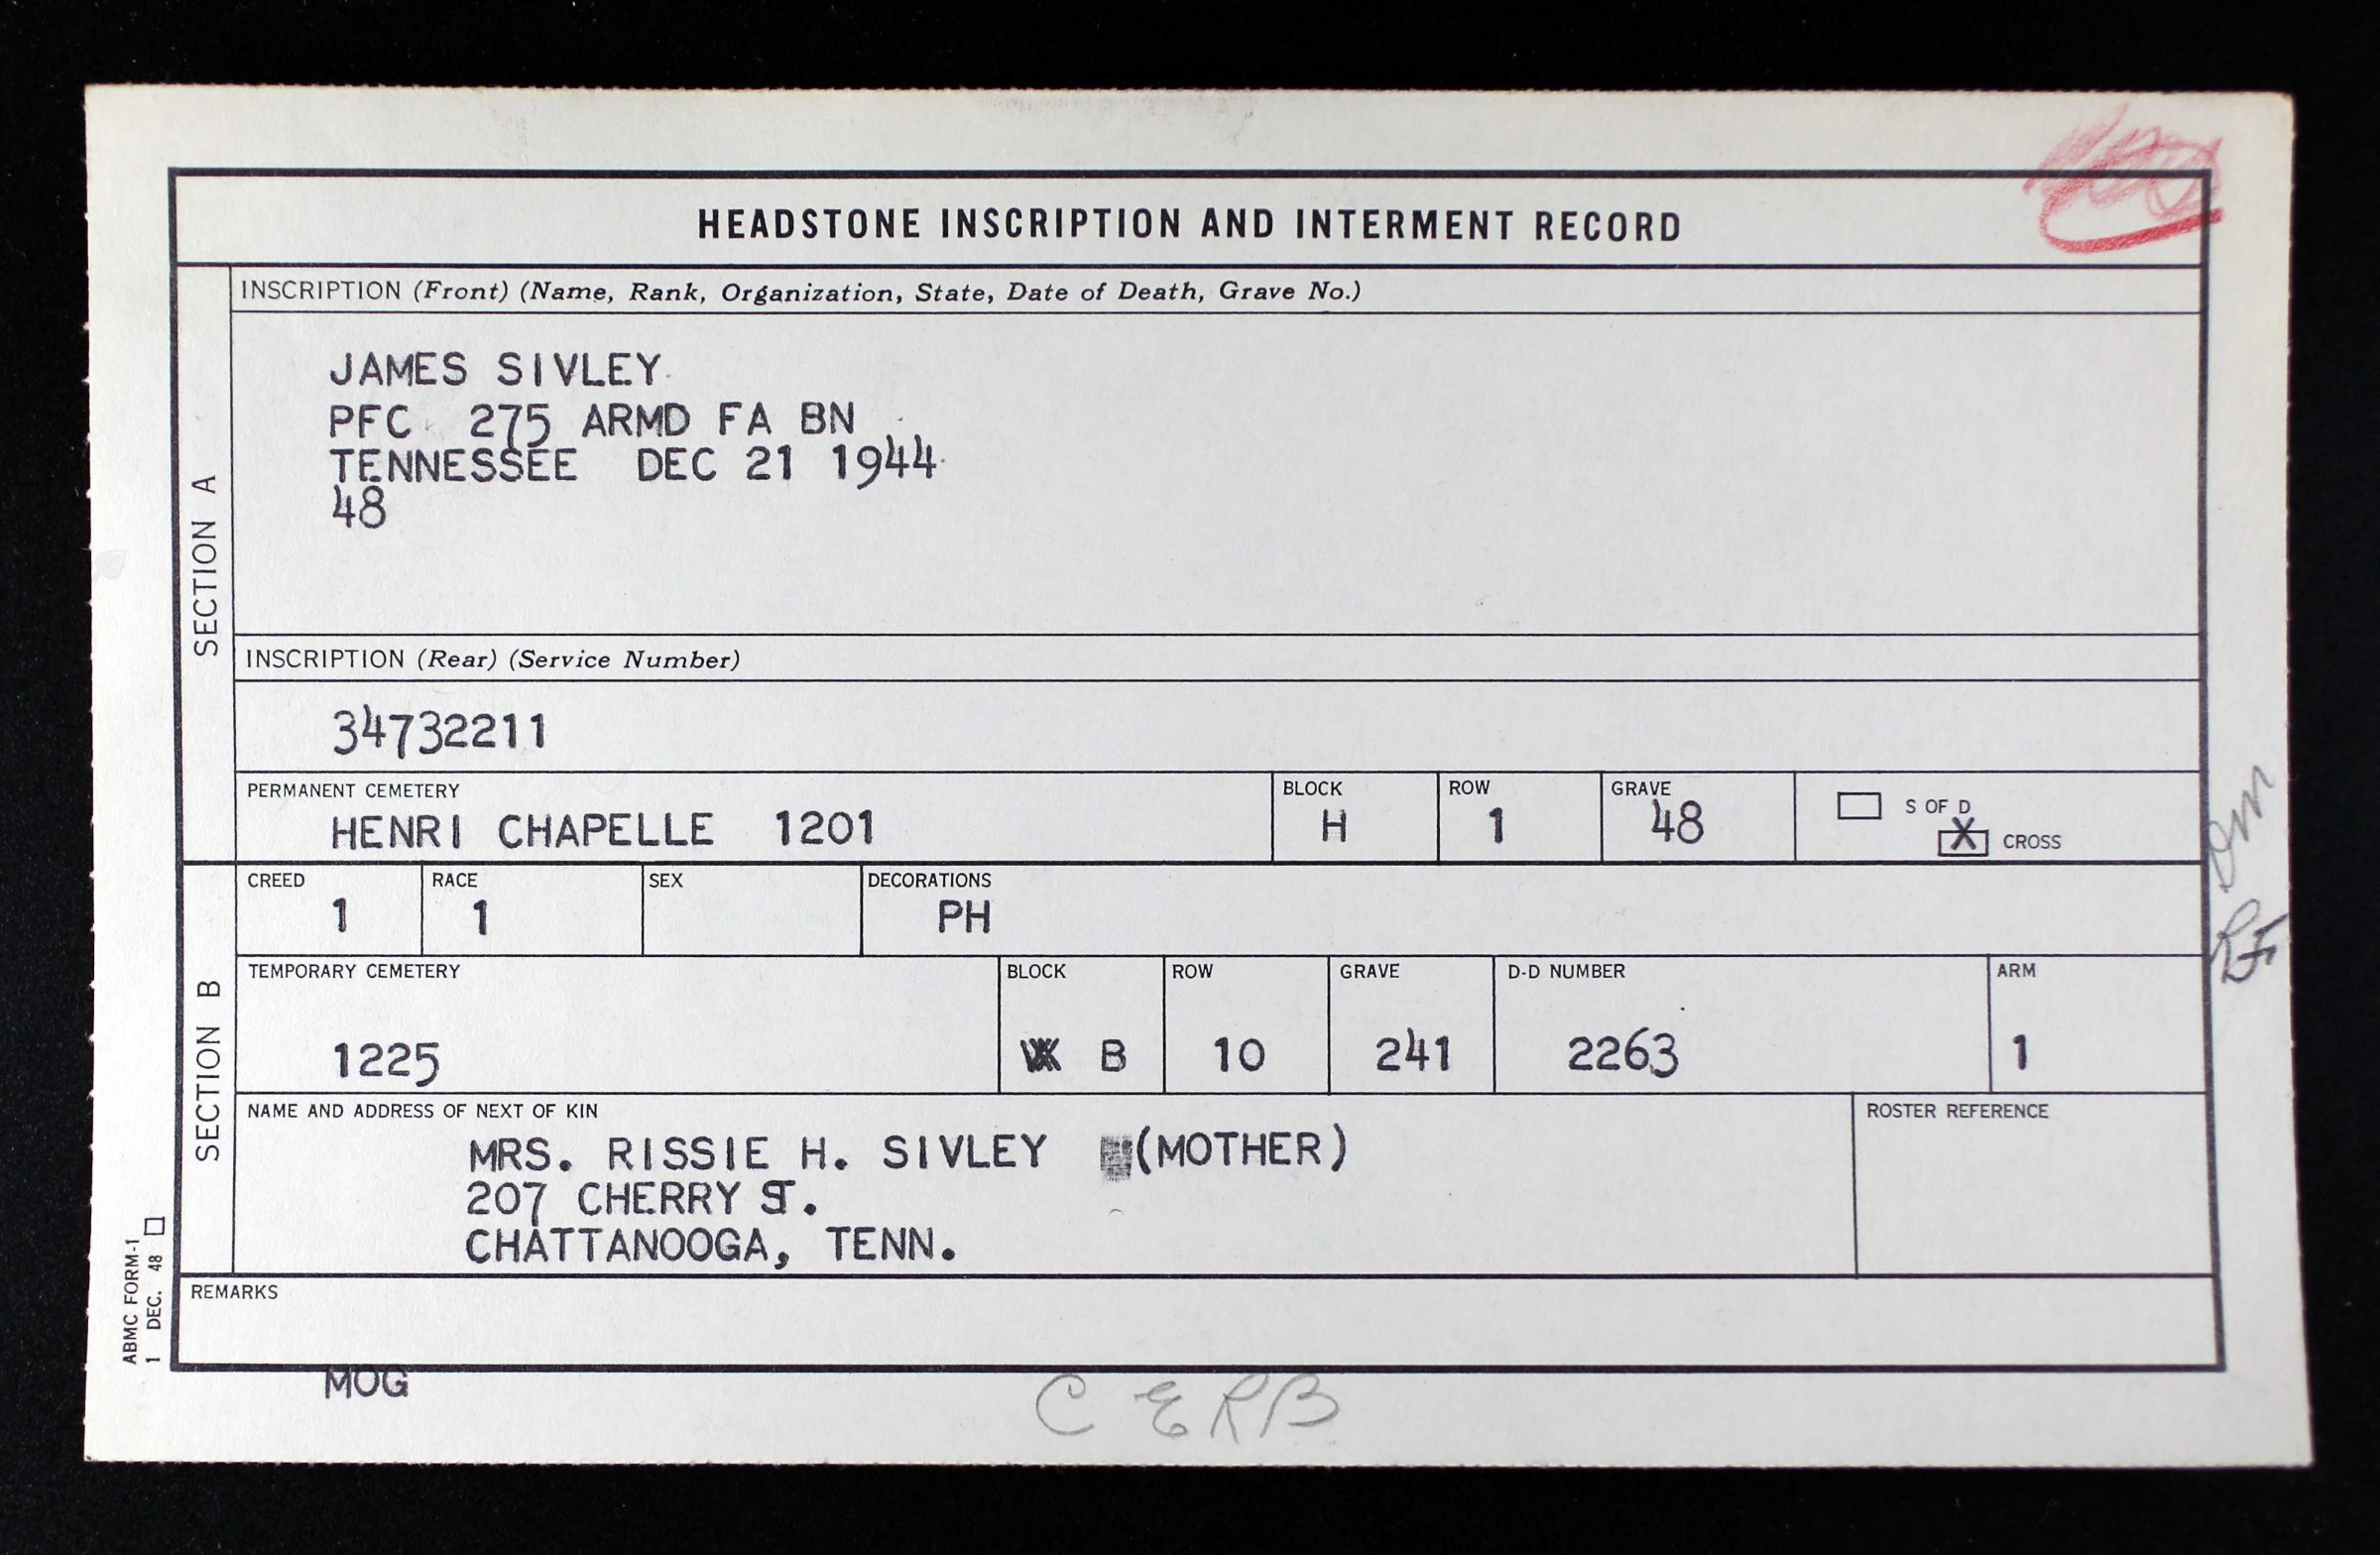 HEADSTONE INSCRIPTION AND INTERMENT RECORD
SECTION A
INSCRIPTION (Front) (Name, Rank, Organization, State, Date of Death, Grave No.)
JAMES SIVLEY
PFC 275 ARMD FA BN
TENNESSEE DEC 21 1944
48
INSCRIPTION (Rear) (Service Number)
34732211
PERMANENT CEMETERY BLOCK ROW GRAVE
HENRI CHAPELLE 1201 H 1 48
S OF D
X CROSS
SECTION B
CREED RACE SEX DECORATIONS
1 1 PH
TEMPORARY CEMETERY BLOCK ROW GRAVE D-D NUMBER ARM
1225 B 10 241 2263 1
NAME AND ADDRESS OF NEXT OF KIN ROSTER REFERENCE
MRS. RISSIE H. SIVLEY (MOTHER)
207 CHERRY ST.
CHATTANOOGA, TENN.
REMARKS
ABMC FORM-1
1 DEC. 48
MOG
C E R B